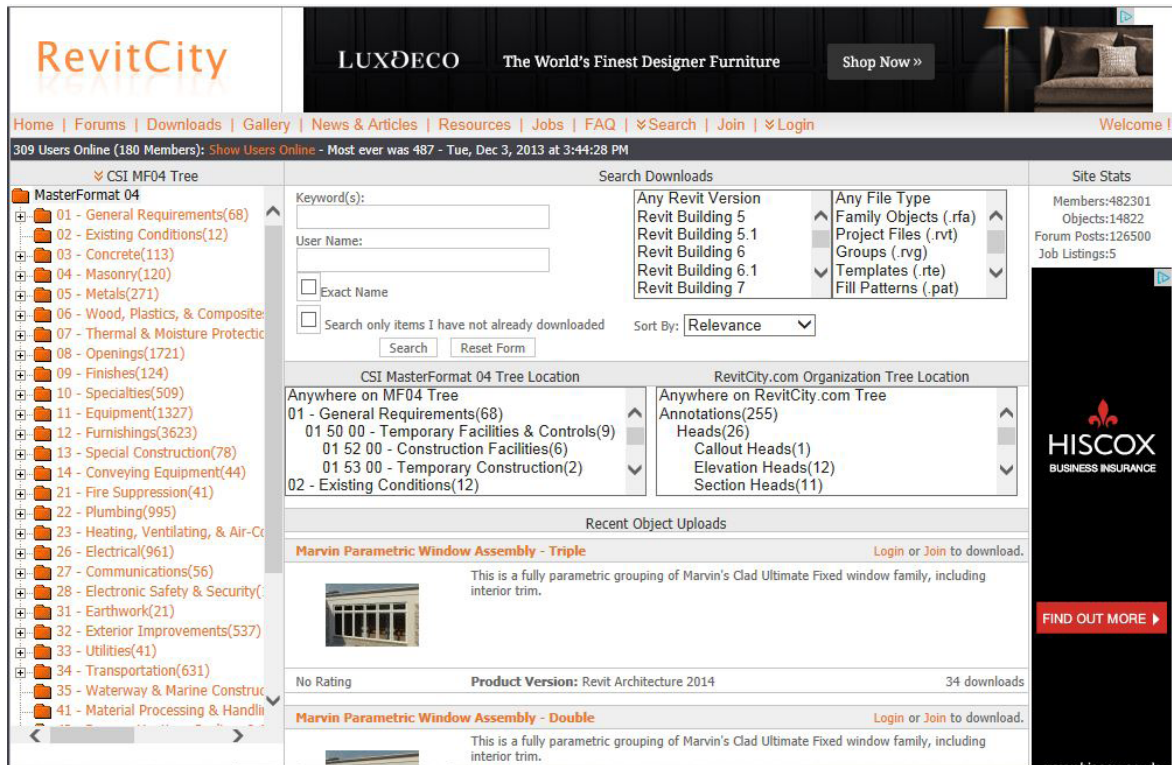 RevitCity
LUXDECO The World's Finest Designer Furniture Shop Now »
Home | Forums | Downloads | Gallery | News & Articles | Resources | Jobs | FAQ | Search | Join | Login Welcome !
309 Users Online (180 Members): Show Users Online - Most ever was 487 - Tue, Dec 3, 2013 at 3:44:28 PM
CSI MF04 Tree
MasterFormat 04
01 - General Requirements(68)
02 - Existing Conditions(12)
03 - Concrete(113)
04 - Masonry(120)
05 - Metals(271)
06 - Wood, Plastics, & Composite
07 - Thermal & Moisture Protectio
08 - Openings(1721)
09 - Finishes(124)
10 - Specialties(509)
11 - Equipment(1327)
12 - Furnishings(3623)
13 - Special Construction(78)
14 - Conveying Equipment(44)
21 - Fire Suppression(41)
22 - Plumbing(995)
23 - Heating, Ventilating, & Air-Co
26 - Electrical(961)
27 - Communications(56)
28 - Electronic Safety & Security(
31 - Earthwork(21)
32 - Exterior Improvements(537)
33 - Utilities(41)
34 - Transportation(631)
35 - Waterway & Marine Construc
41 - Material Processing & Handli
Search Downloads
Keyword(s):
User Name:
Exact Name
Search only items I have not already downloaded
Search Reset Form
Any Revit Version
Revit Building 5
Revit Building 5.1
Revit Building 6
Revit Building 6.1
Revit Building 7
Any File Type
Family Objects (.rfa)
Project Files (.rvt)
Groups (.rvg)
Templates (.rte)
Fill Patterns (.pat)
Sort By: Relevance
CSI MasterFormat 04 Tree Location
Anywhere on MF04 Tree
01 - General Requirements(68)
01 50 00 - Temporary Facilities & Controls(9)
01 52 00 - Construction Facilities(6)
01 53 00 - Temporary Construction(2)
02 - Existing Conditions(12)
RevitCity.com Organization Tree Location
Anywhere on RevitCity.com Tree
Annotations(255)
Heads(26)
Callout Heads(1)
Elevation Heads(12)
Section Heads(11)
Recent Object Uploads
Marvin Parametric Window Assembly - Triple Login or Join to download.
This is a fully parametric grouping of Marvin's Clad Ultimate Fixed window family, including
interior trim.
No Rating Product Version: Revit Architecture 2014 34 downloads
Marvin Parametric Window Assembly - Double Login or Join to download.
This is a fully parametric grouping of Marvin's Clad Ultimate Fixed window family, including
interior trim.
Site Stats
Members:482301
Objects:14822
Forum Posts:126500
Job Listings:5
HISCOX
BUSINESS INSURANCE
FIND OUT MORE